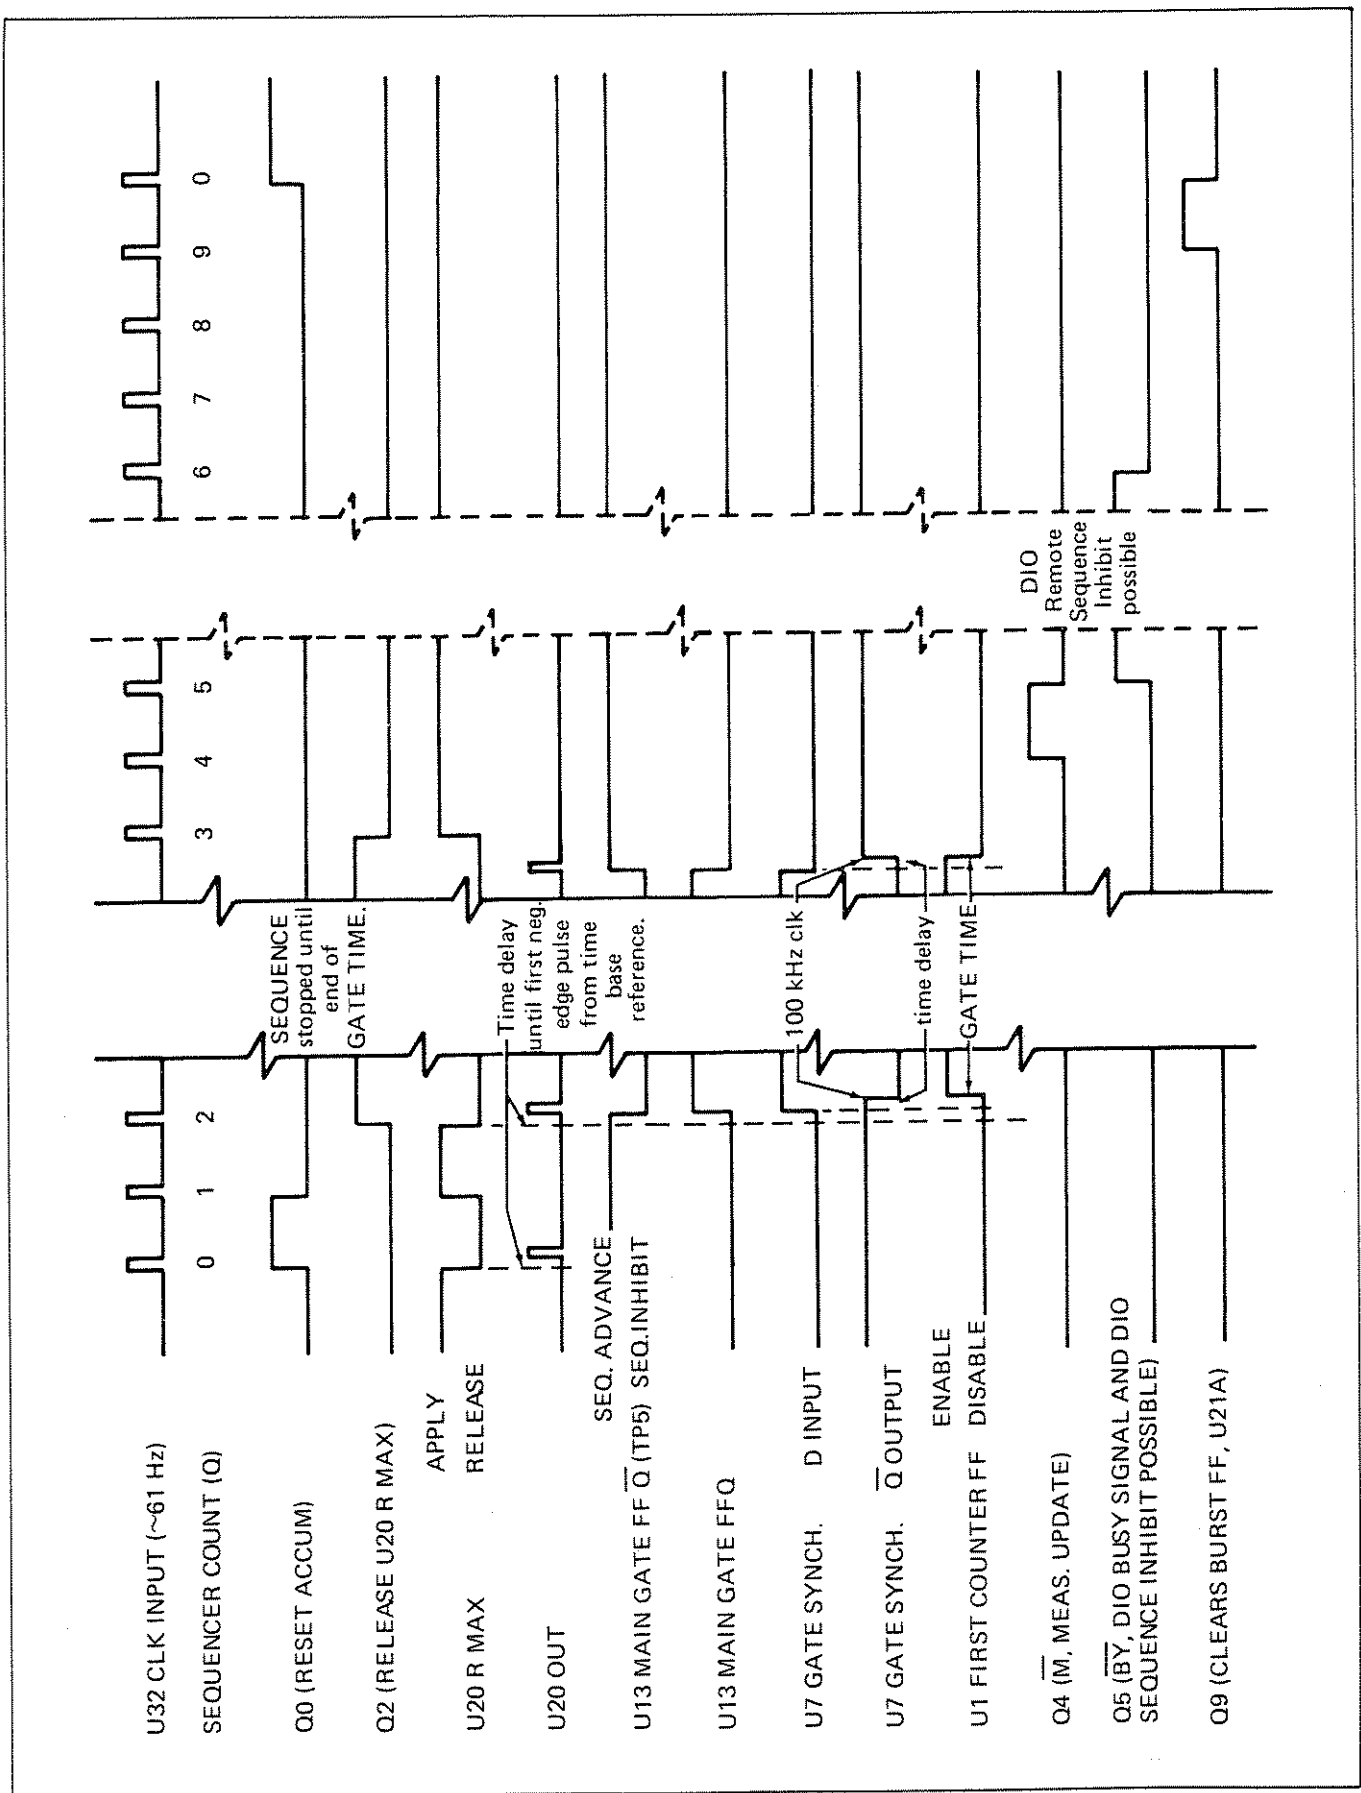 U32 CLK INPUT (~61 Hz)
SEQUENCER COUNT (Q)
0 1 2 3 4 5 6 7 8 9 0
Q0 (RESET ACCUM)
SEQUENCE
stopped until
end of
GATE TIME.
Q2 (RELEASE U20 R MAX)
APPLY
U20 R MAX RELEASE
Time delay
until first neg.
edge pulse
from time
base
reference.
U20 OUT
SEQ. ADVANCE
U13 MAIN GATE FF Q̅ (TP5) SEQ.INHIBIT
U13 MAIN GATE FFQ
U7 GATE SYNCH. D INPUT
100 kHz clk
U7 GATE SYNCH. Q̅ OUTPUT
time delay
ENABLE
U1 FIRST COUNTER FF DISABLE
GATE TIME
DIO
Remote
Sequence
Inhibit
possible
Q4 (M̅, MEAS. UPDATE)
Q5 (B̅Y̅, DIO BUSY SIGNAL AND DIO
SEQUENCE INHIBIT POSSIBLE)
Q9 (CLEARS BURST FF, U21A)